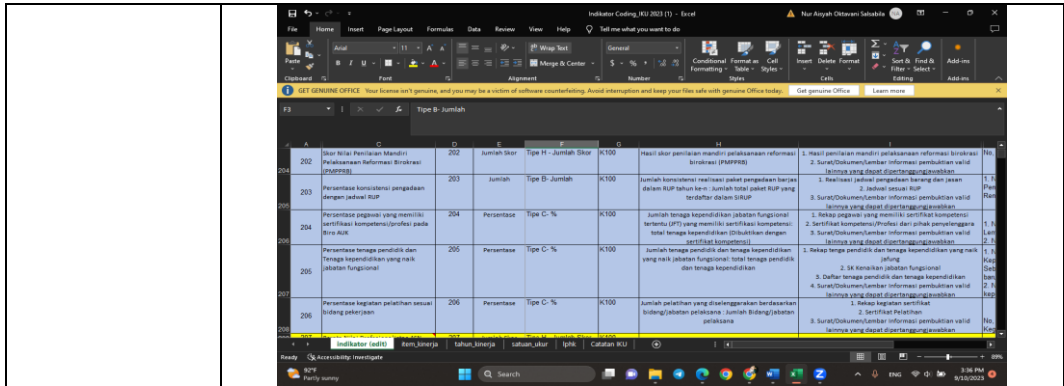 Indikator Coding_IKU 2023 (1) - Excel
Nur Aisyah Oktavani Salsabila
File Home Insert Page Layout Formulas Data Review View Help Tell me what you want to do
Paste
Arial 11
B I U
Wrap Text
Merge & Center
General
Conditional Formatting Format as Table Cell Styles
Insert Delete Format
Sort & Filter Find & Select
Add-ins
Clipboard Font Alignment Number Styles Cells Editing Add-ins
GET GENUINE OFFICE Your license isn't genuine, and you may be a victim of software counterfeiting. Avoid interruption and keep your files safe with genuine Office today. Get genuine Office Learn more
F3 Tipe B- Jumlah
A C D E F G H I
204
202
Skor Nilai Penilaian Mandiri
Pelaksanaan Reformasi Birokrasi
(PMPPRB)
202
Jumlah Skor
Tipe H - Jumlah Skor
K100
Hasil skor penilaian mandiri pelaksanaan reformasi
birokrasi (PMPPRB)
1. Hasil penilaian mandiri pelaksanaan reformasi birokrasi
2. Surat/Dokumen/Lembar Informasi pembuktian valid
lainnya yang dapat dipertanggungjawabkan
205
203
Persentase konsistensi pengadaan
dengan jadwal RUP
203
Jumlah
Tipe B- Jumlah
K100
Jumlah konsistensi realisasi paket pengadaan barjas
dalam RUP tahun ke-n : Jumlah total paket RUP yang
terdaftar dalam SIRUP
1. Realisasi jadwal pengadaan barang dan jasan
2. Jadwal sesuai RUP
3. Surat/Dokumen/Lembar Informasi pembuktian valid
lainnya yang dapat dipertanggungjawabkan
206
204
Persentase pegawai yang memiliki
sertifikasi kompetensi/profesi pada
Biro AUK
204
Persentase
Tipe C- %
K100
Jumlah tenaga kependidikan jabatan fungsional
tertentu (JFT) yang memiliki sertifikasi kompetensi:
total tenaga kependidikan (Dibuktikan dengan
sertifikat kompetensi)
1. Rekap pegawai yang memiliki sertifikat kompetensi
2. Sertifikat kompetensi/Profesi dari pihak penyelenggara
3. Surat/Dokumen/Lembar Informasi pembuktian valid
lainnya yang dapat dipertanggungjawabkan
207
205
Persentase tenaga pendidik dan
Tenaga kependidikan yang naik
jabatan fungsional
205
Persentase
Tipe C- %
K100
Jumlah tenaga pendidik dan tenaga kependidikan
yang naik jabatan fungsional: total tenaga pendidik
dan tenaga kependidikan
1. Rekap tenga pendidik dan tenaga kependidikan yang naik
jafung
2. SK Kenaikan jabatan fungsional
3. Daftar tenaga pendidik dan tenaga kependidikan
4. Surat/Dokumen/Lembar Informasi pembuktian valid
lainnya yang dapat dipertanggungjawabkan
208
206
Persentase kegiatan pelatihan sesuai
bidang pekerjaan
206
Persentase
Tipe C- %
K100
Jumlah pelatihan yang diselenggarakan berdasarkan
bidang/jabatan pelaksana : Jumlah Bidang/jabatan
pelaksana
1. Rekap kegiatan sertifikat
2. Sertifikat Pelatihan
3. Surat/Dokumen/Lembar Informasi pembuktian valid
lainnya yang dapat dipertanggungjawabkan
indikator (edit) item_kinerja tahun_kinerja satuan_ukur lphk Catatan IKU
Ready Accessibility: Investigate 89%
92°F
Partly sunny
Search
ENG
3:36 PM
9/10/2023